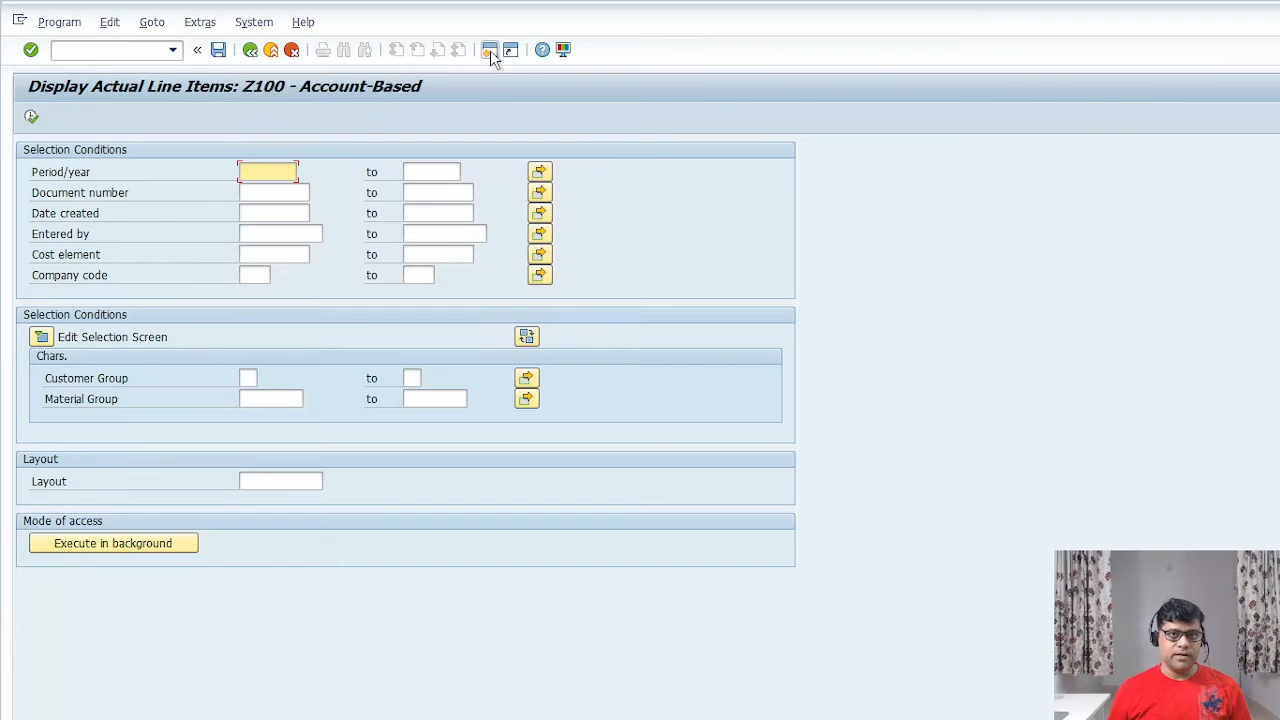 Program Edit Goto Extras System Help
Display Actual Line Items: Z100 - Account-Based
Selection Conditions
Period/year to
Document number to
Date created to
Entered by to
Cost element to
Company code to
Selection Conditions
Edit Selection Screen
Chars.
Customer Group to
Material Group to
Layout
Layout
Mode of access
Execute in background